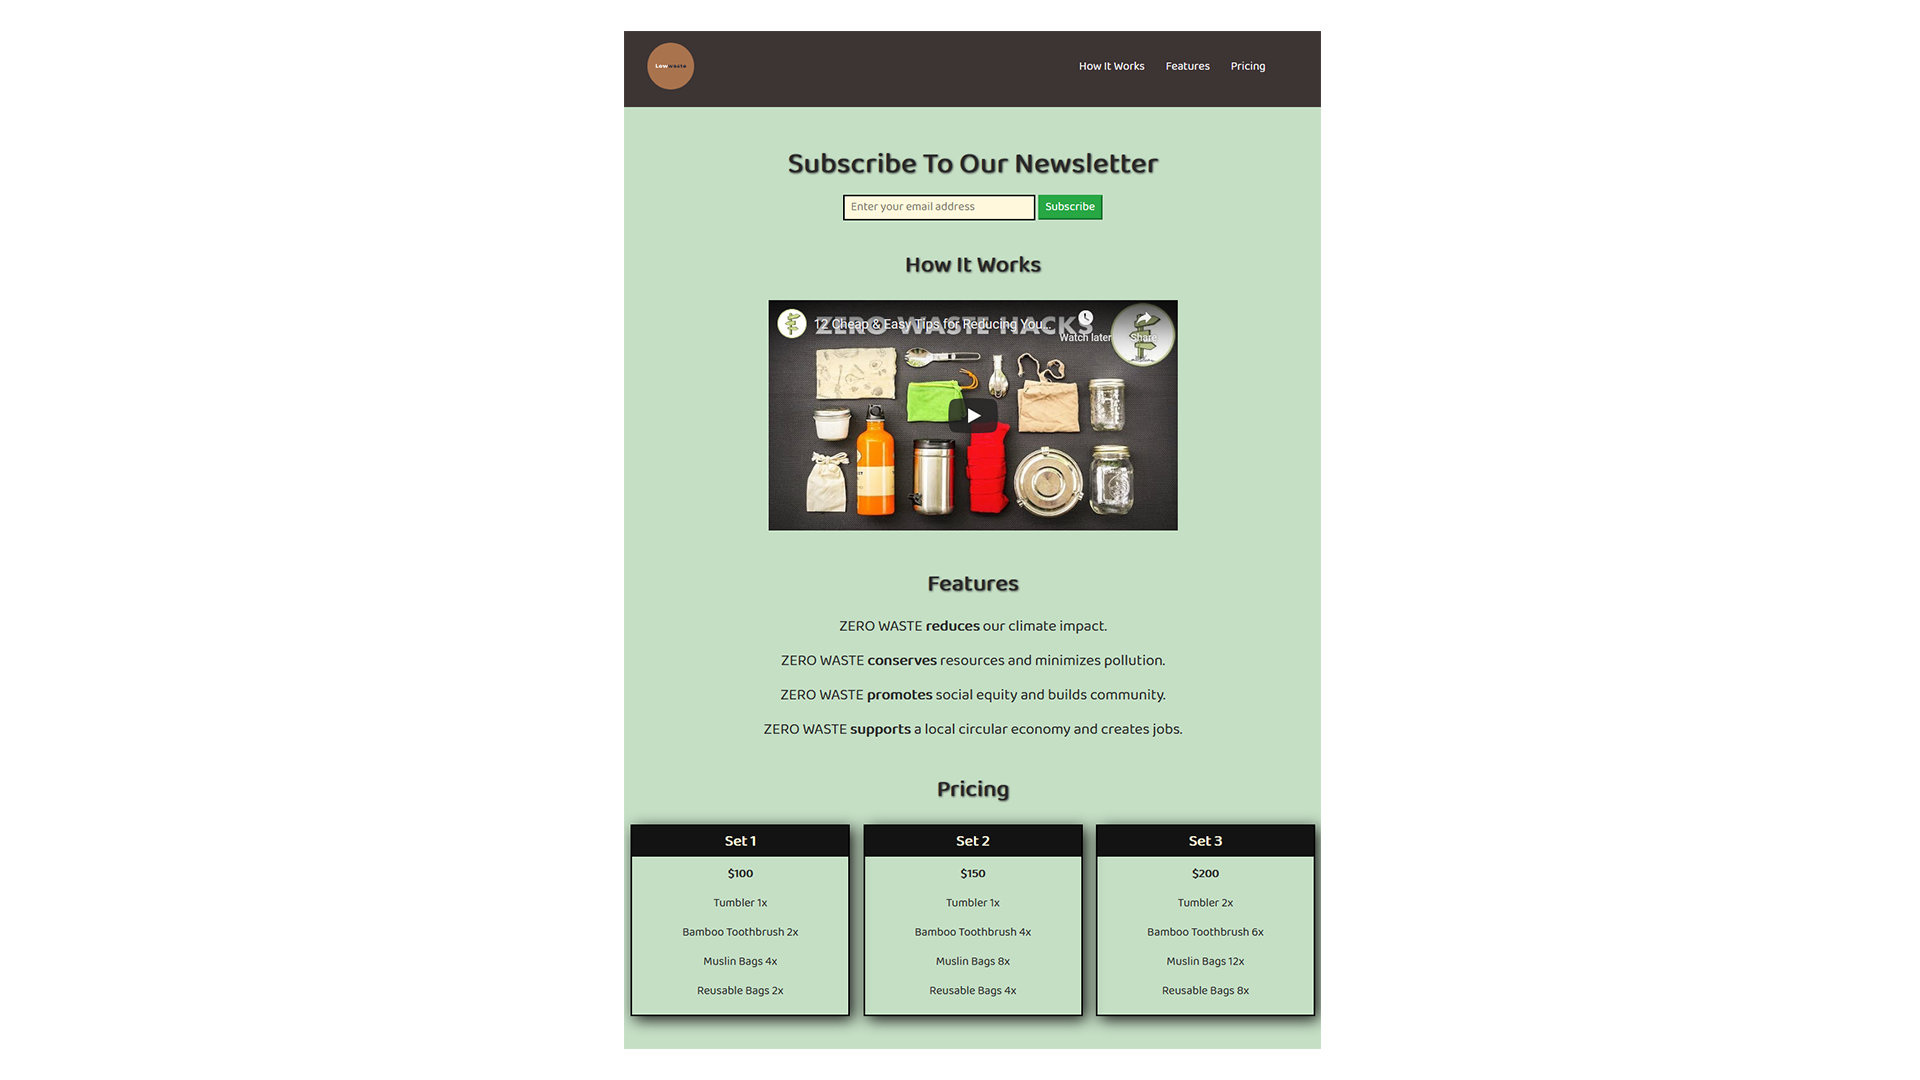 Lowwaste
How It Works Features Pricing
Subscribe To Our Newsletter
Enter your email address Subscribe
How It Works
ZERO WASTE HACKS
12 Cheap & Easy Tips for Reducing You...
Watch later
Share
Features
ZERO WASTE reduces our climate impact.
ZERO WASTE conserves resources and minimizes pollution.
ZERO WASTE promotes social equity and builds community.
ZERO WASTE supports a local circular economy and creates jobs.
Pricing
Set 1
$100
Tumbler 1x
Bamboo Toothbrush 2x
Muslin Bags 4x
Reusable Bags 2x
Set 2
$150
Tumbler 1x
Bamboo Toothbrush 4x
Muslin Bags 8x
Reusable Bags 4x
Set 3
$200
Tumbler 2x
Bamboo Toothbrush 6x
Muslin Bags 12x
Reusable Bags 8x